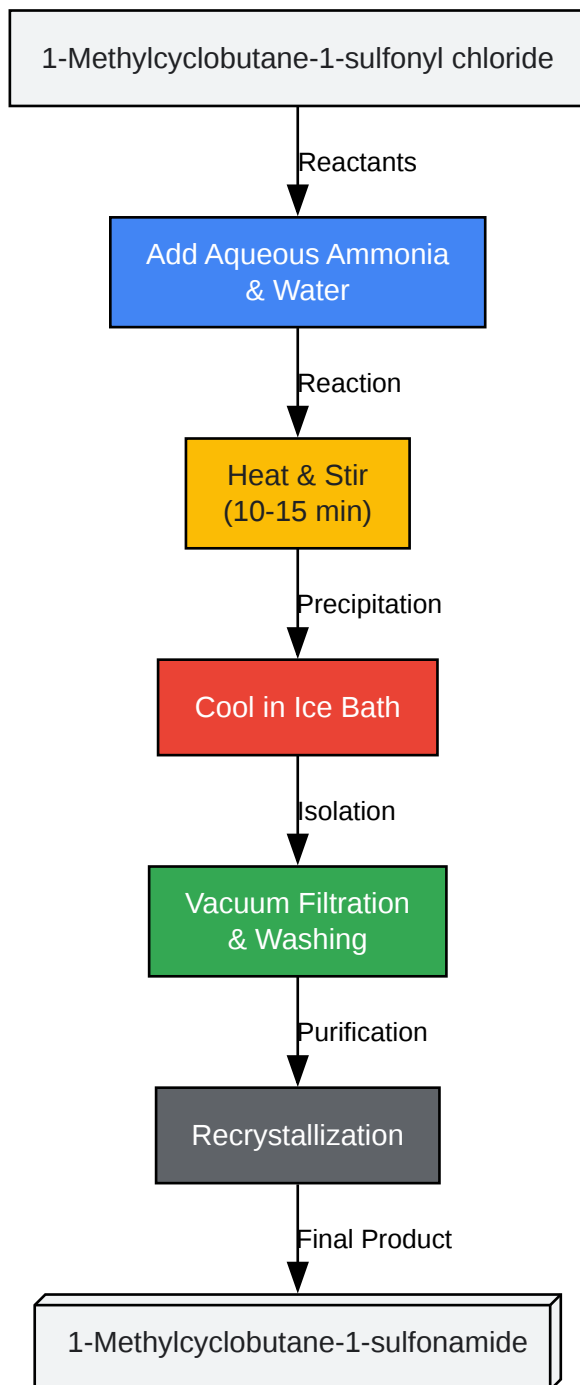 1-Methylcyclobutane-1-sulfonyl chloride
Reactants
Add Aqueous Ammonia
& Water
Reaction
Heat & Stir
(10-15 min)
Precipitation
Cool in Ice Bath
Isolation
Vacuum Filtration
& Washing
Purification
Recrystallization
Final Product
1-Methylcyclobutane-1-sulfonamide